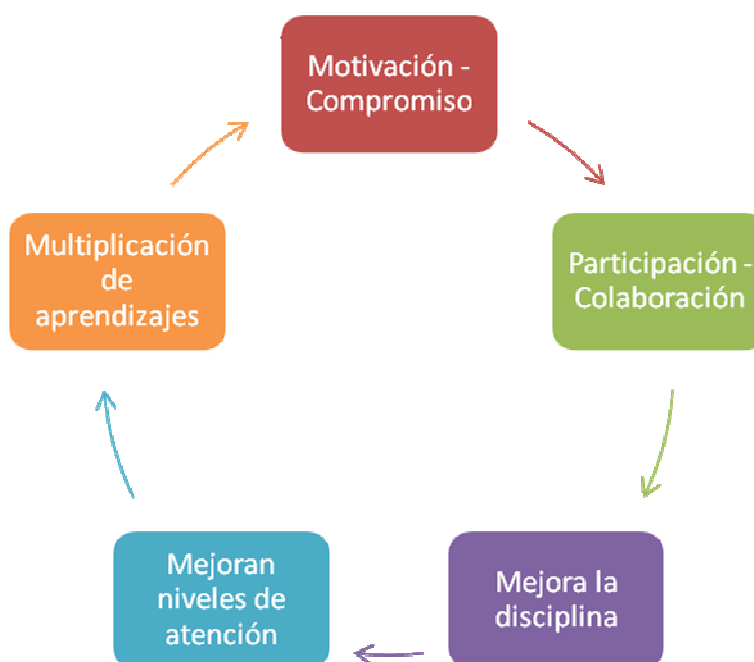 Motivación -
Compromiso
Participación -
Colaboración
Mejora la
disciplina
Mejoran
niveles de
atención
Multiplicación
de
aprendizajes